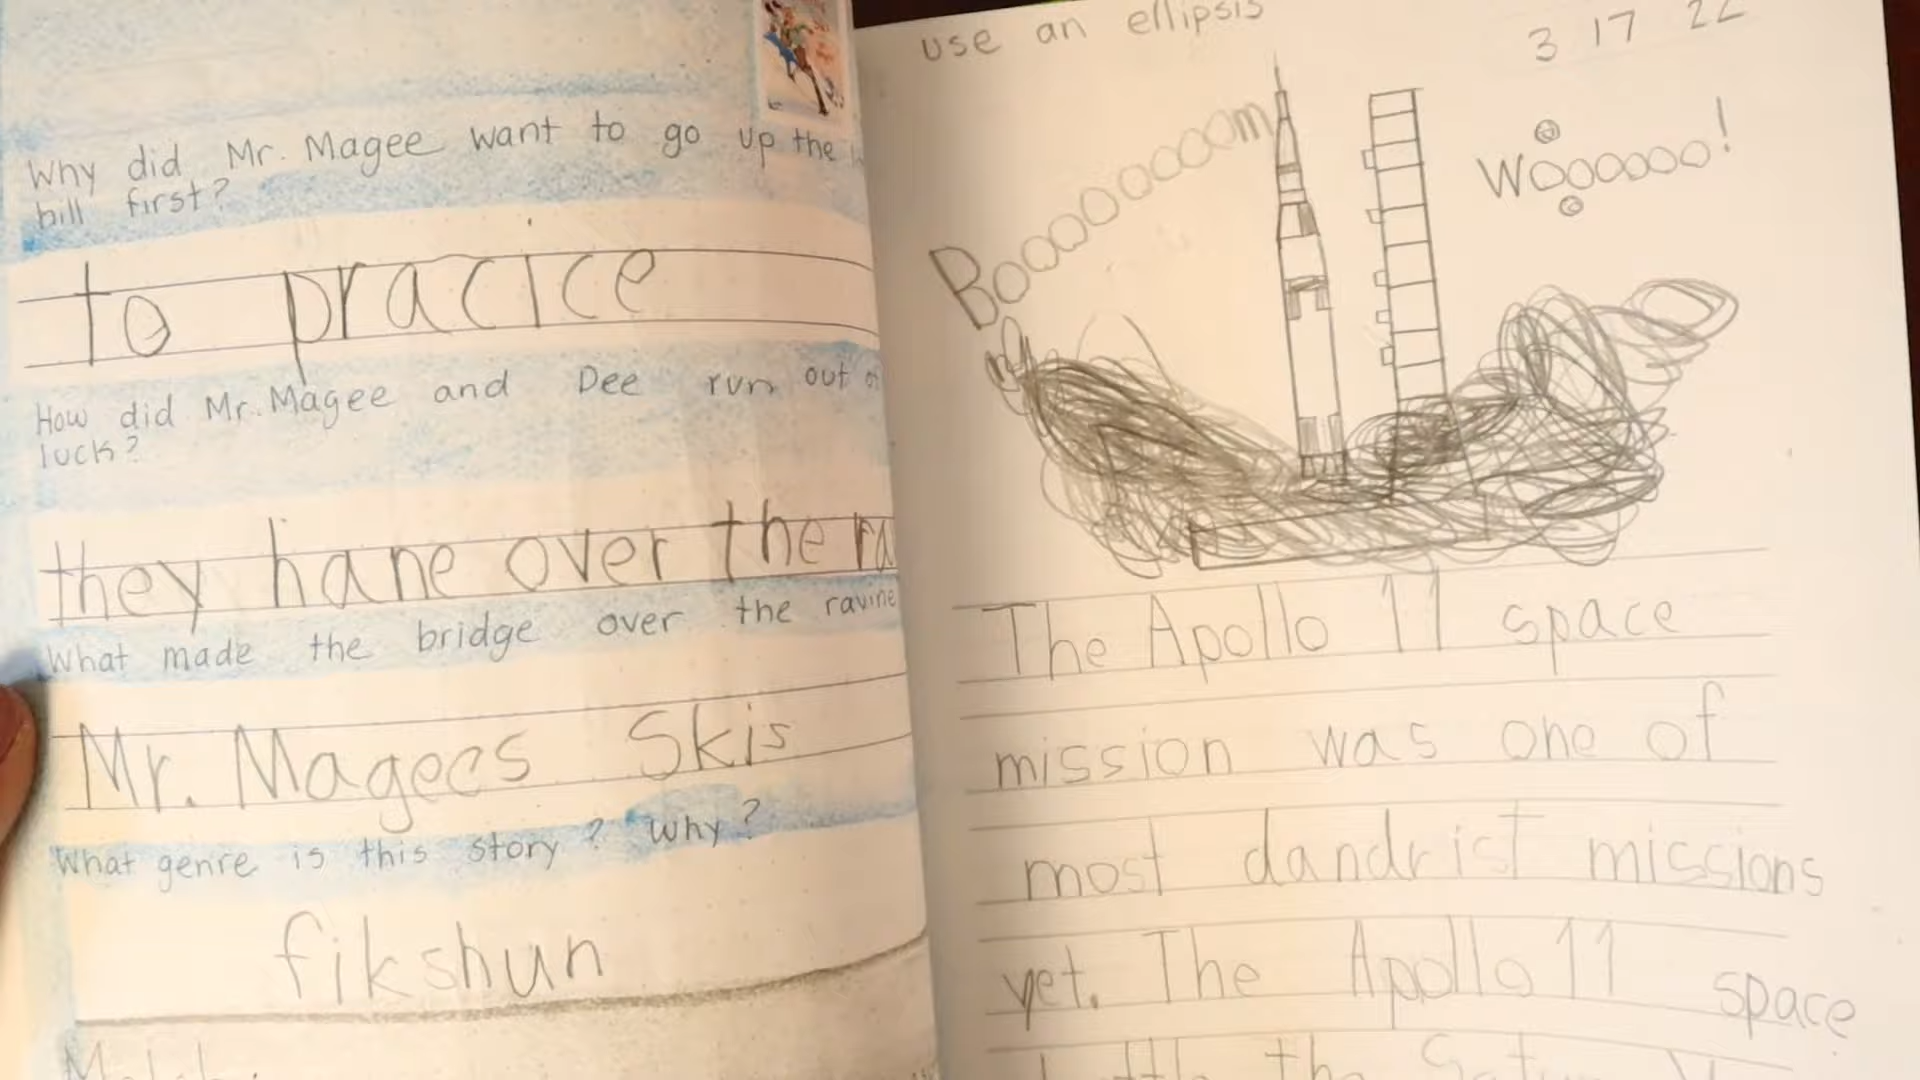 Why did Mr. Magee want to go up the
hill first?
to pracice
How did Mr. Magee and Dee run out of
luck?
they hane over the ra
What made the bridge over the ravine
Mr. Magees Skis
What genre is this story? Why?
fikshun
use an ellipsis
3 17 22
Boooooooom
Woooooo!
The Apollo 11 space
mission was one of
most dandrist missions
yet. The Apollo 11 space